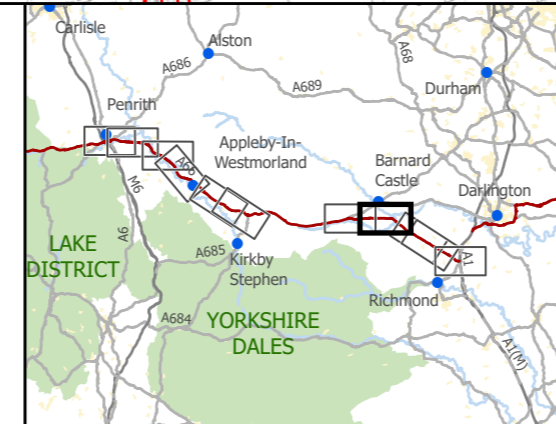 Carlisle
Alston
A686
A68
A689
Durham
Penrith
Appleby-In-
Westmorland
A66
Barnard
Castle
Darlington
M6
A6
LAKE
DISTRICT
A685
Kirkby
Stephen
A1
Richmond
A684
YORKSHIRE
DALES
A1(M)